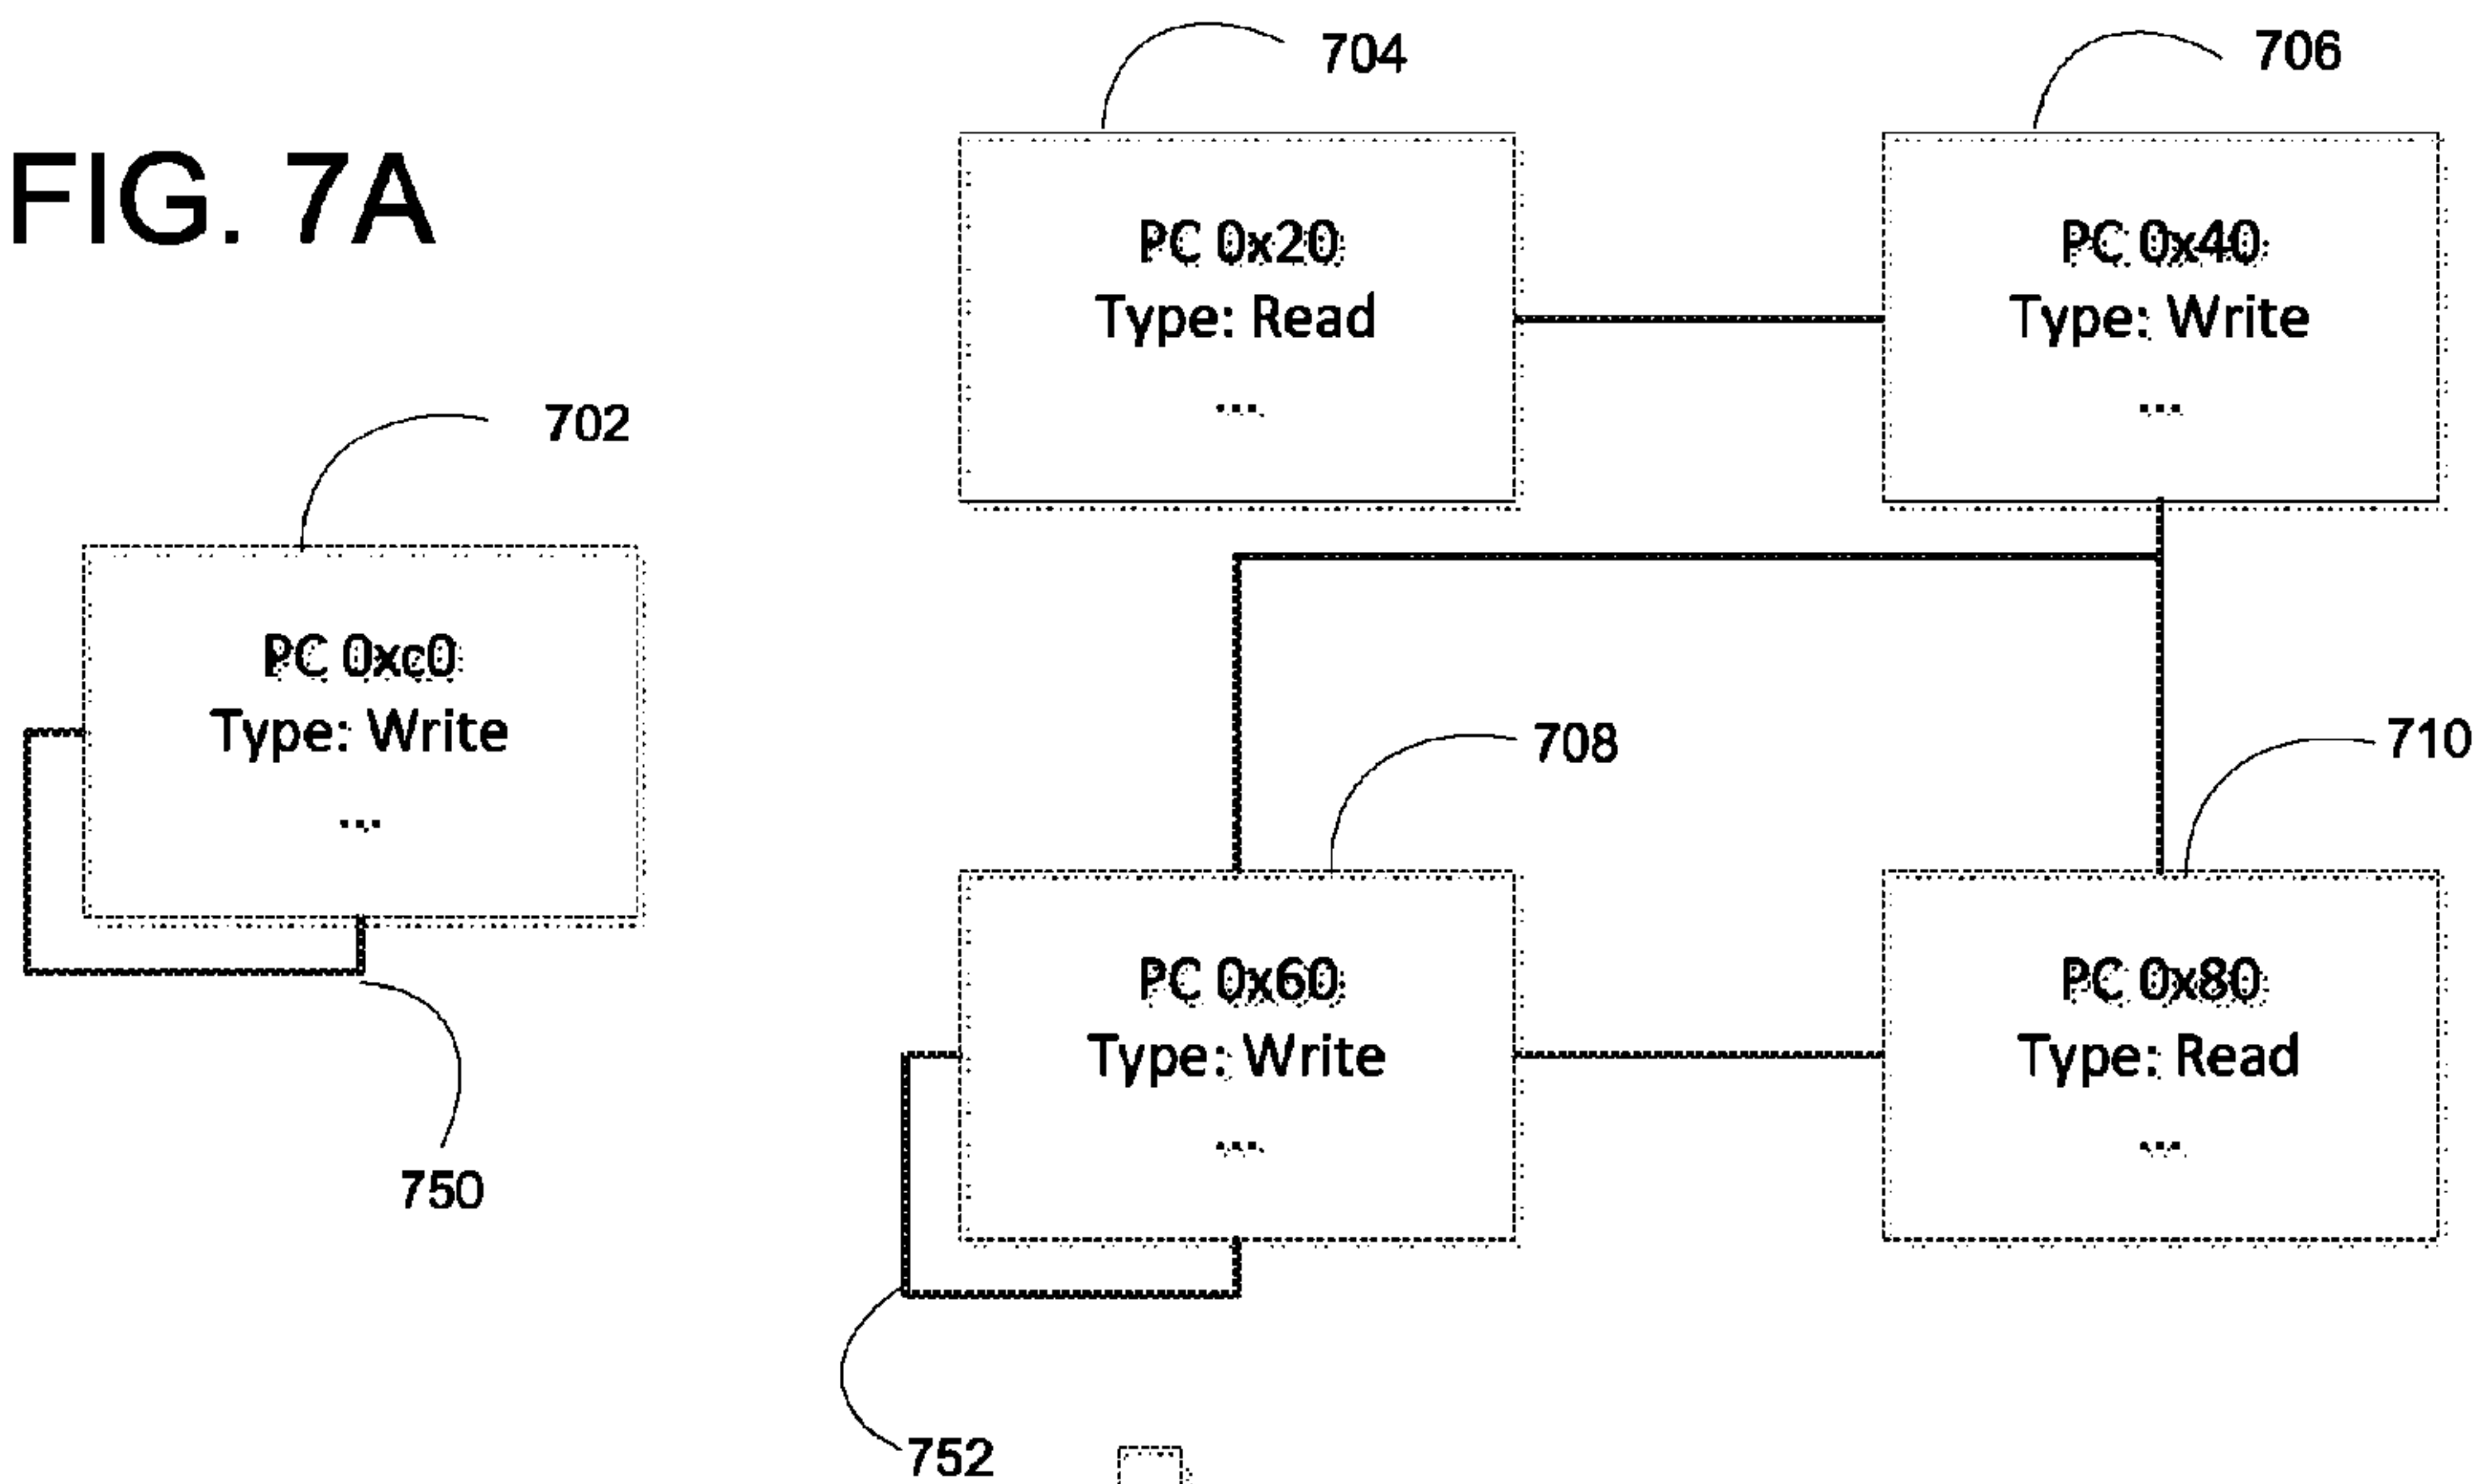 FIG. 7A
704
706
PC 0x20
Type: Read
...
PC 0x40
Type: Write
...
702
PC 0xc0
Type: Write
...
750
708
710
PC 0x60
Type: Write
...
PC 0x80
Type: Read
...
752